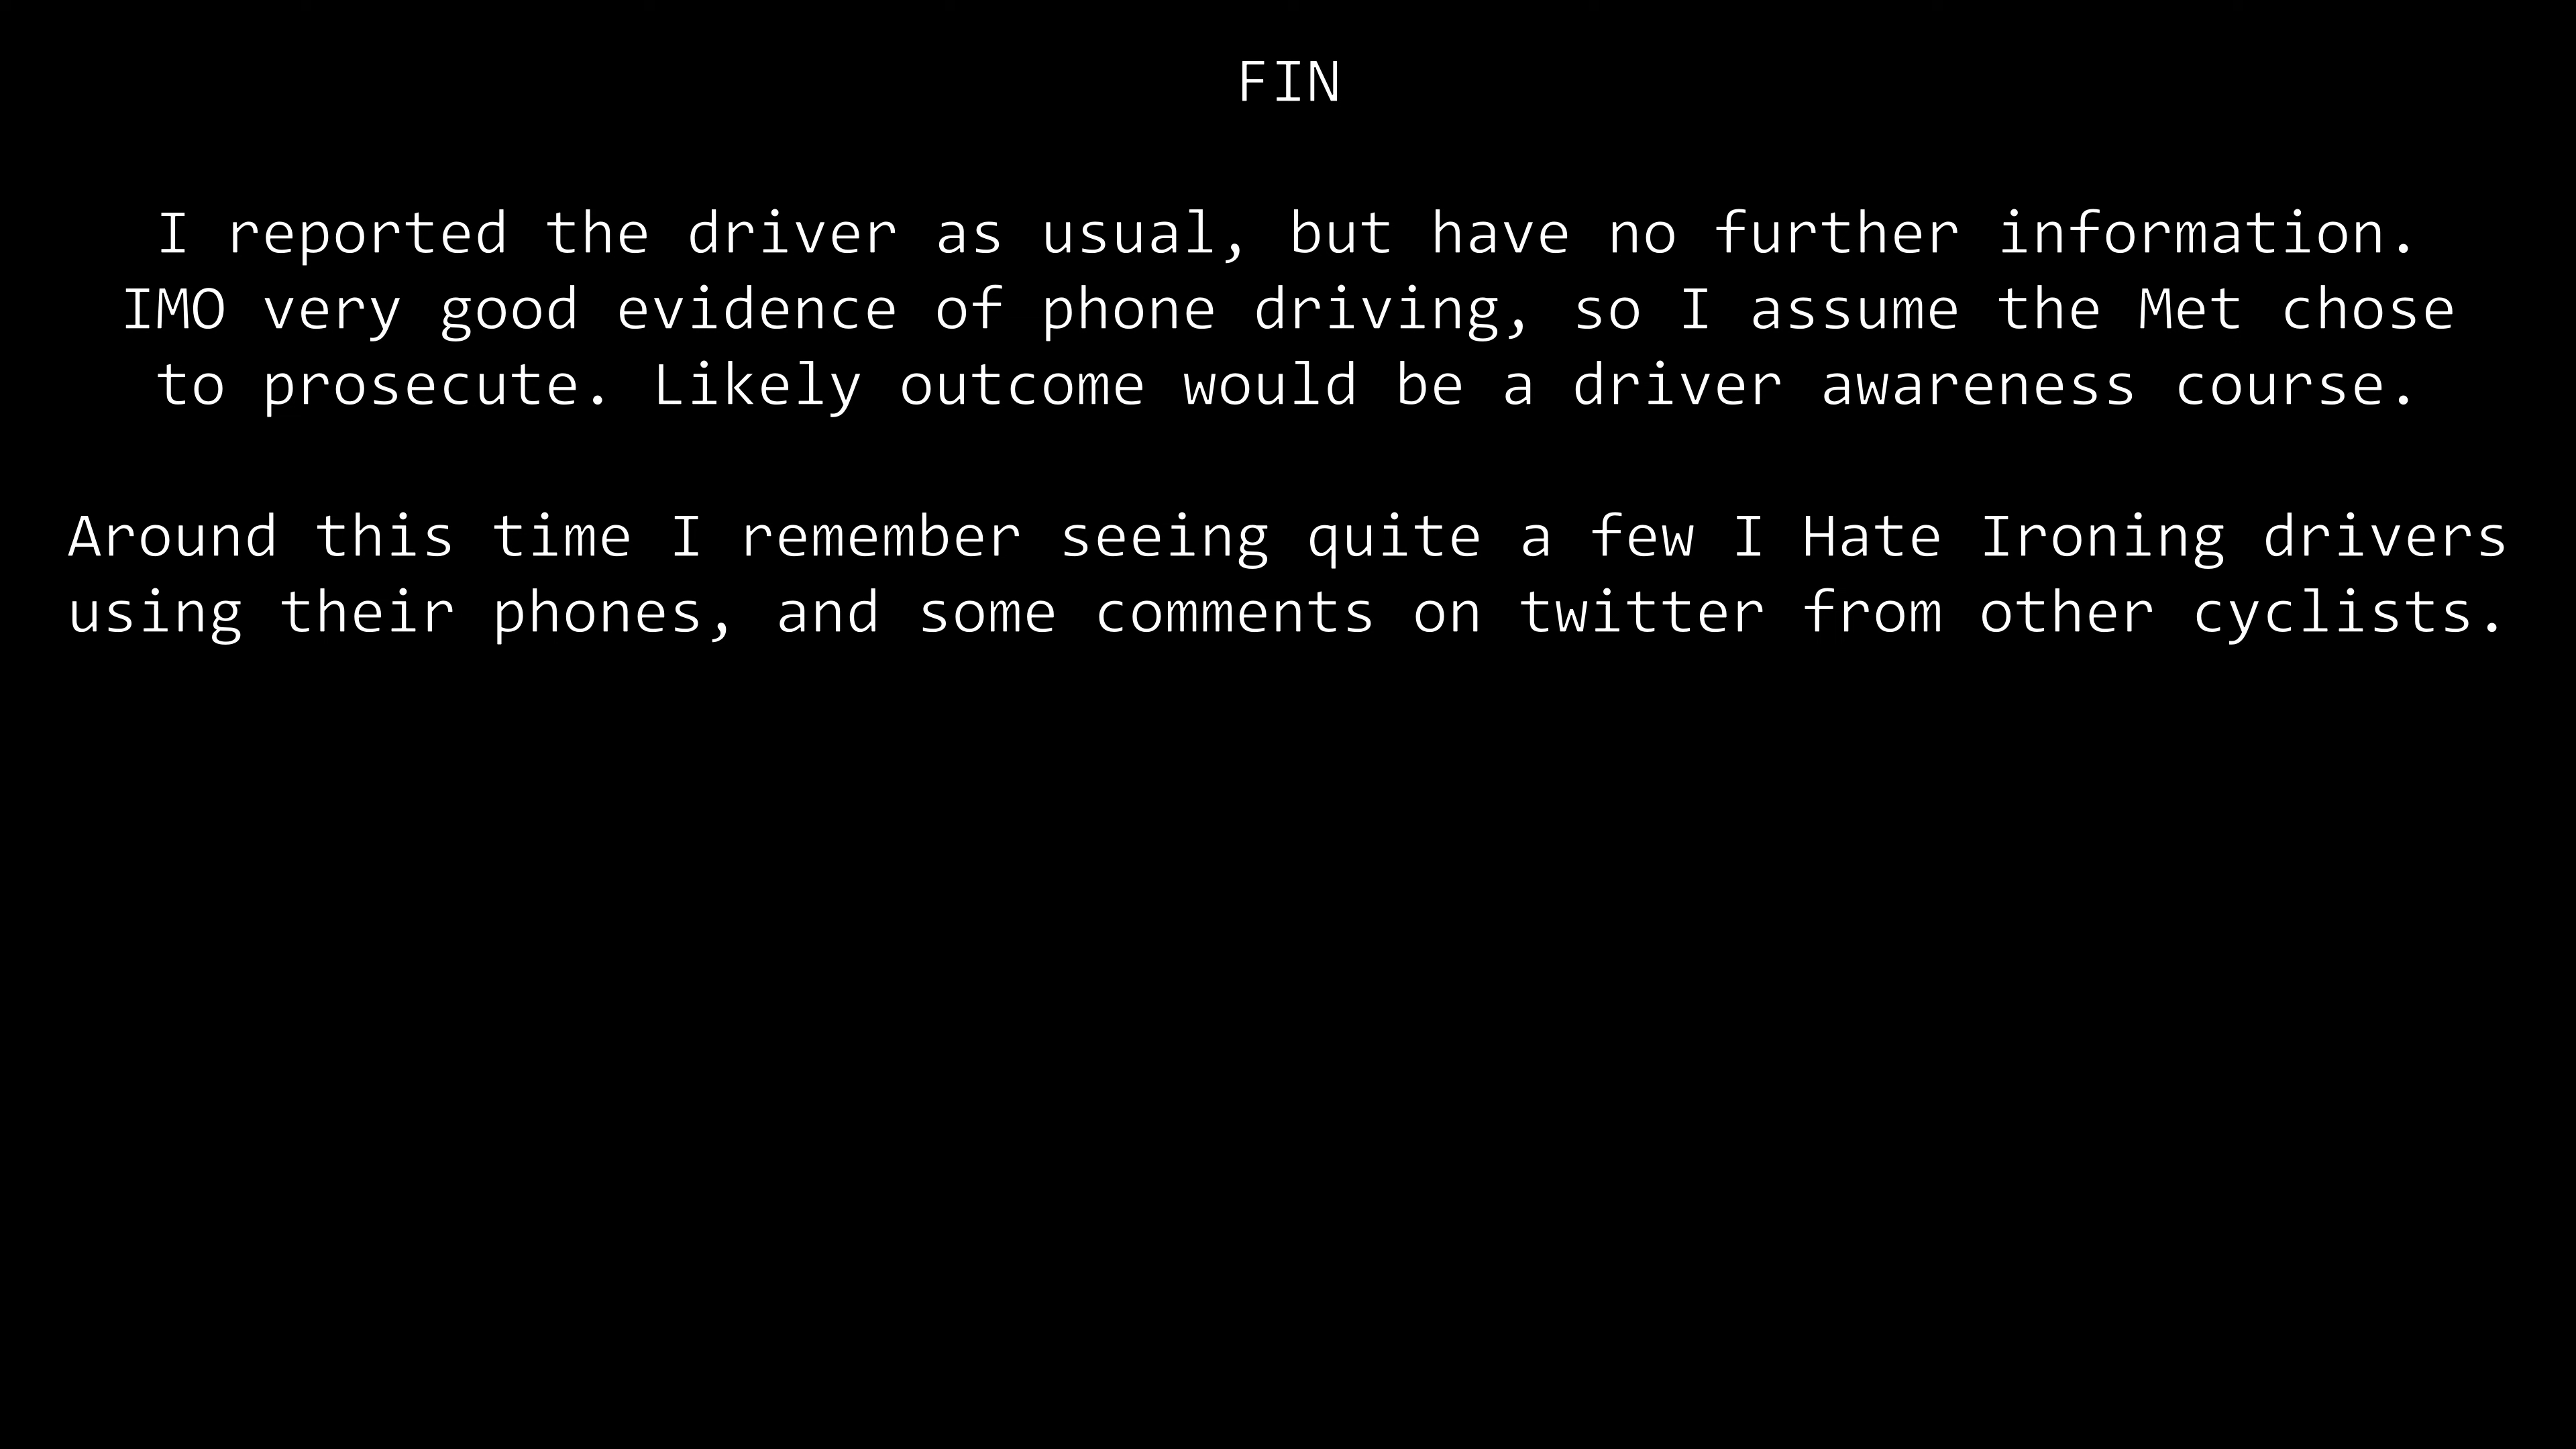 FIN
I reported the driver as usual, but have no further information.
IMO very good evidence of phone driving, so I assume the Met chose
to prosecute. Likely outcome would be a driver awareness course.
Around this time I remember seeing quite a few I Hate Ironing drivers
using their phones, and some comments on twitter from other cyclists.